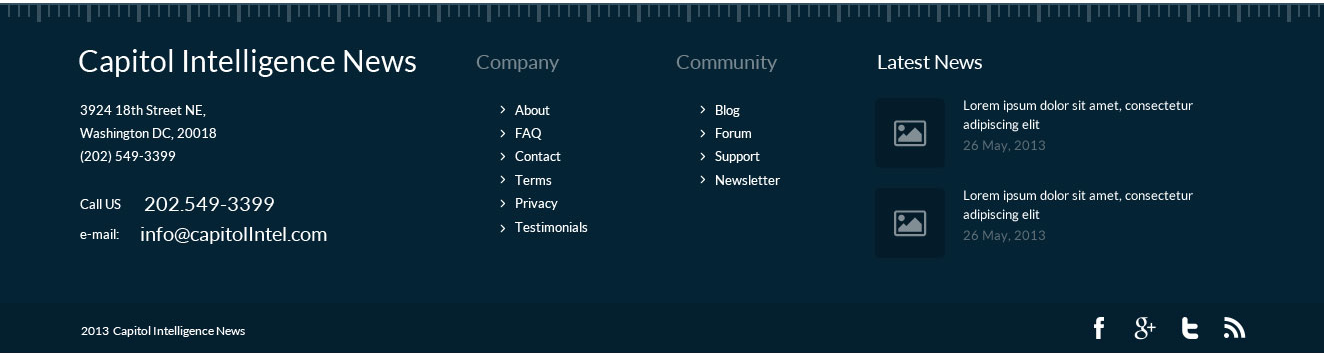 Capitol Intelligence News
3924 18th Street NE,
Washington DC, 20018
(202) 549-3399
Call US 202.549-3399
e-mail: info@capitolIntel.com
Company
About
FAQ
Contact
Terms
Privacy
Testimonials
Community
Blog
Forum
Support
Newsletter
Latest News
Lorem ipsum dolor sit amet, consectetur
adipiscing elit
26 May, 2013
Lorem ipsum dolor sit amet, consectetur
adipiscing elit
26 May, 2013
2013 Capitol Intelligence News